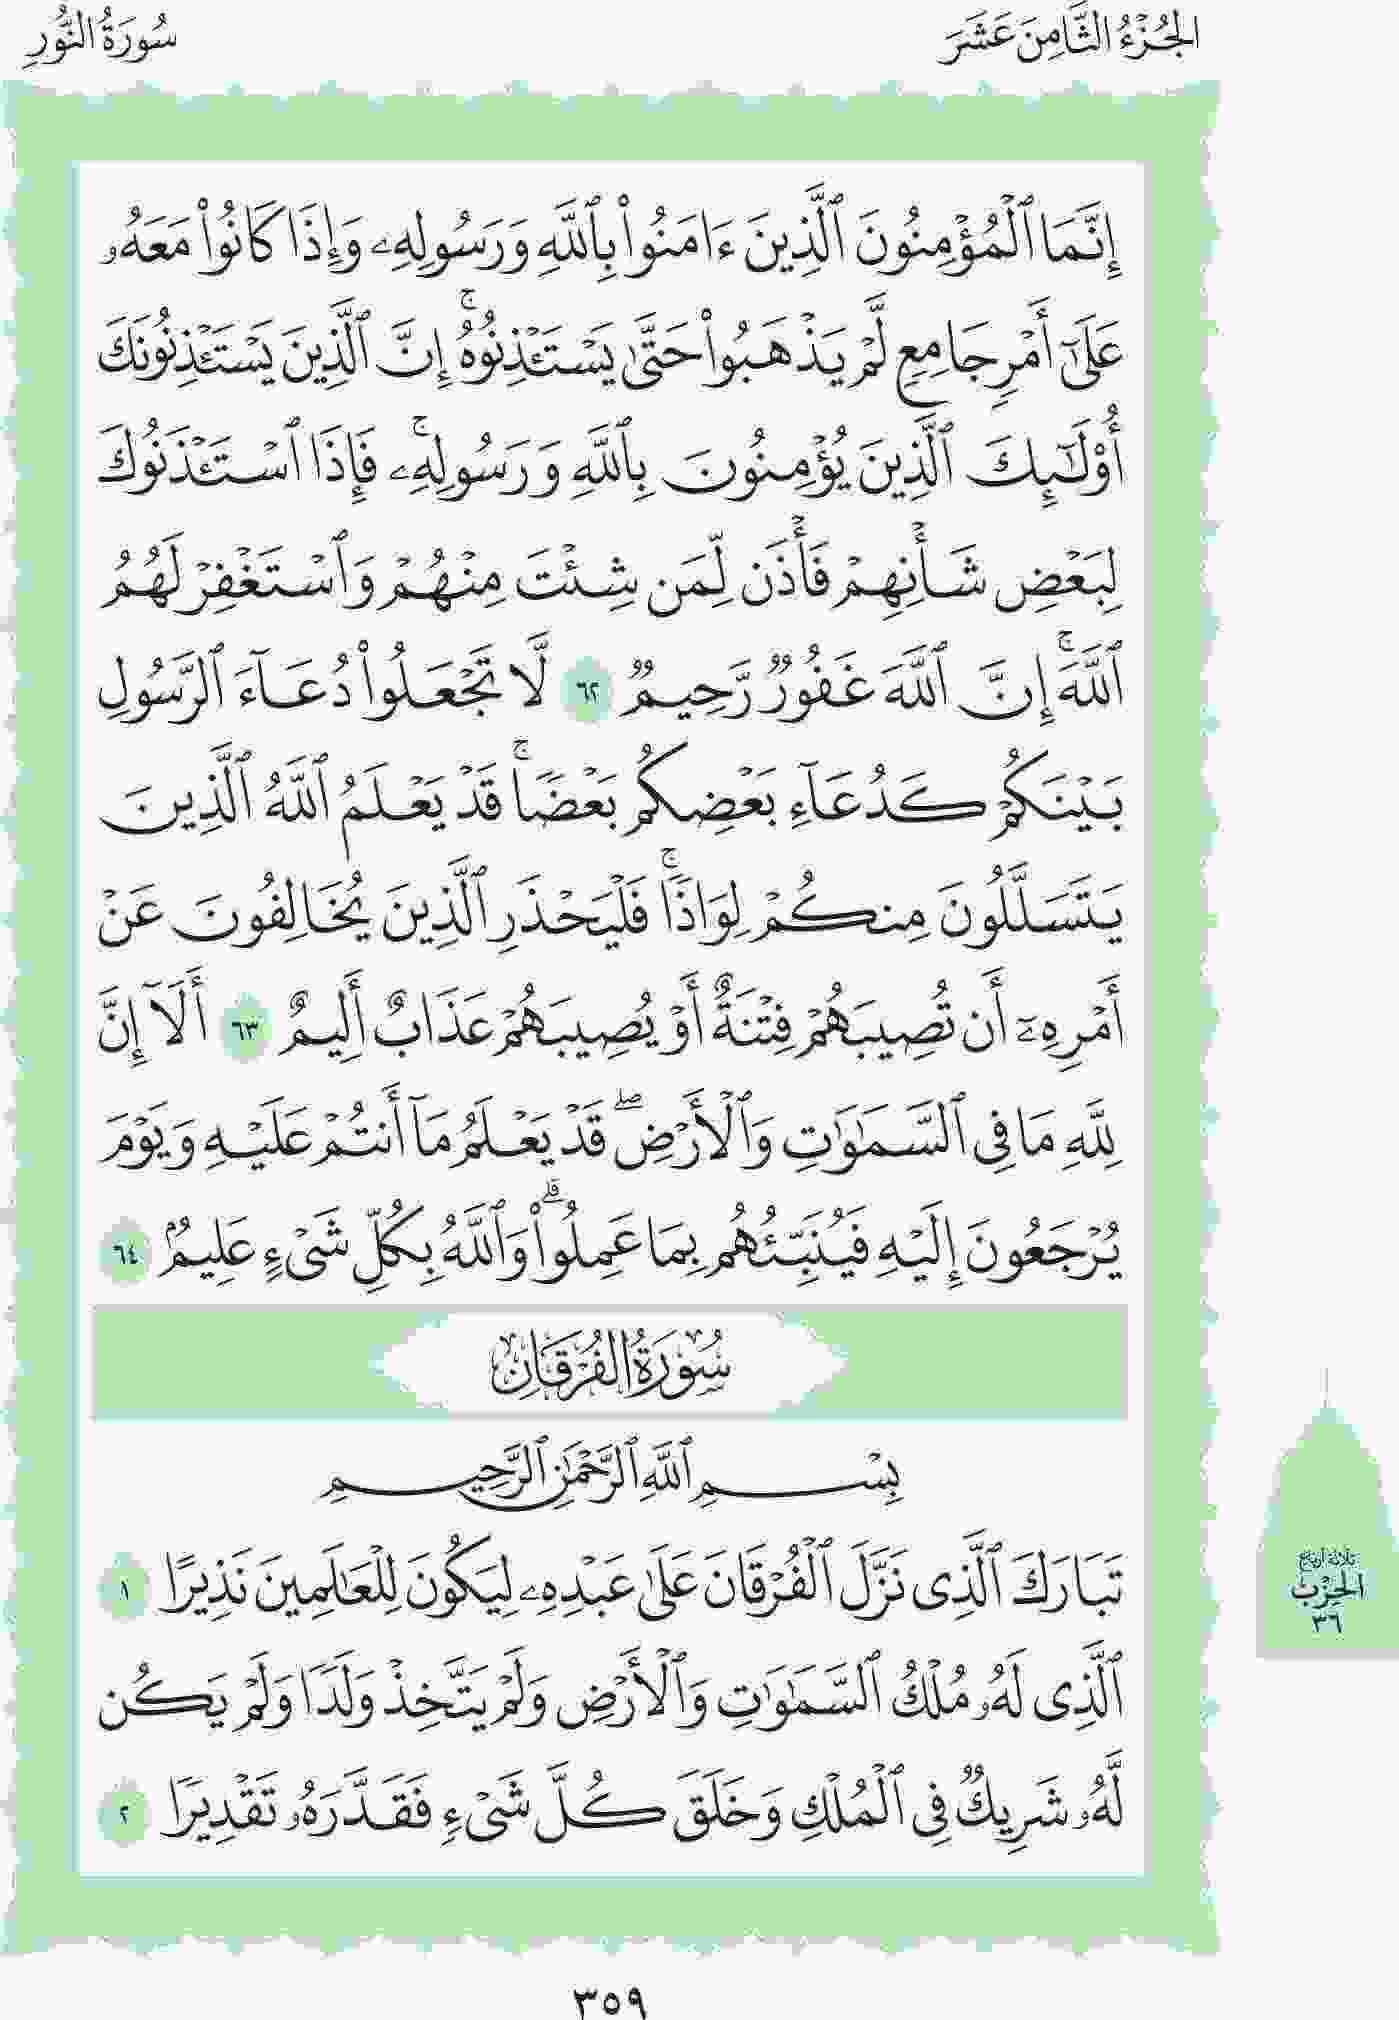 الجُزْءُ الثَّامِنَ عَشَرَ
سُورَةُ النُّورِ
إِنَّمَا ٱلْمُؤْمِنُونَ ٱلَّذِينَ ءَامَنُوا۟ بِٱللَّهِ وَرَسُولِهِۦ وَإِذَا كَانُوا۟ مَعَهُۥ
عَلَىٰٓ أَمْرٍ جَامِعٍ لَّمْ يَذْهَبُوا۟ حَتَّىٰ يَسْتَـْٔذِنُوهُ ۚ إِنَّ ٱلَّذِينَ يَسْتَـْٔذِنُونَكَ
أُو۟لَـٰٓئِكَ ٱلَّذِينَ يُؤْمِنُونَ بِٱللَّهِ وَرَسُولِهِۦ ۚ فَإِذَا ٱسْتَـْٔذَنُوكَ
لِبَعْضِ شَأْنِهِمْ فَأْذَن لِّمَن شِئْتَ مِنْهُمْ وَٱسْتَغْفِرْ لَهُمُ
ٱللَّهَ ۚ إِنَّ ٱللَّهَ غَفُورٌ رَّحِيمٌ ٦٢ لَّا تَجْعَلُوا۟ دُعَآءَ ٱلرَّسُولِ
بَيْنَكُمْ كَدُعَآءِ بَعْضِكُم بَعْضًا ۚ قَدْ يَعْلَمُ ٱللَّهُ ٱلَّذِينَ
يَتَسَلَّلُونَ مِنكُمْ لِوَاذًا ۚ فَلْيَحْذَرِ ٱلَّذِينَ يُخَالِفُونَ عَنْ
أَمْرِهِۦٓ أَن تُصِيبَهُمْ فِتْنَةٌ أَوْ يُصِيبَهُمْ عَذَابٌ أَلِيمٌ ٦٣ أَلَآ إِنَّ
لِلَّهِ مَا فِى ٱلسَّمَـٰوَٰتِ وَٱلْأَرْضِ ۖ قَدْ يَعْلَمُ مَآ أَنتُمْ عَلَيْهِ وَيَوْمَ
يُرْجَعُونَ إِلَيْهِ فَيُنَبِّئُهُم بِمَا عَمِلُوا۟ ۗ وَٱللَّهُ بِكُلِّ شَىْءٍ عَلِيمٌۢ ٦٤
سُورَةُ الفُرْقَانِ
بِسْمِ ٱللَّهِ ٱلرَّحْمَـٰنِ ٱلرَّحِيمِ
تَبَارَكَ ٱلَّذِى نَزَّلَ ٱلْفُرْقَانَ عَلَىٰ عَبْدِهِۦ لِيَكُونَ لِلْعَـٰلَمِينَ نَذِيرًا ١
ٱلَّذِى لَهُۥ مُلْكُ ٱلسَّمَـٰوَٰتِ وَٱلْأَرْضِ وَلَمْ يَتَّخِذْ وَلَدًا وَلَمْ يَكُن
لَّهُۥ شَرِيكٌ فِى ٱلْمُلْكِ وَخَلَقَ كُلَّ شَىْءٍ فَقَدَّرَهُۥ تَقْدِيرًا ٢
ثلاثة أرباع
الحِزْب
٣٦
٣٥٩